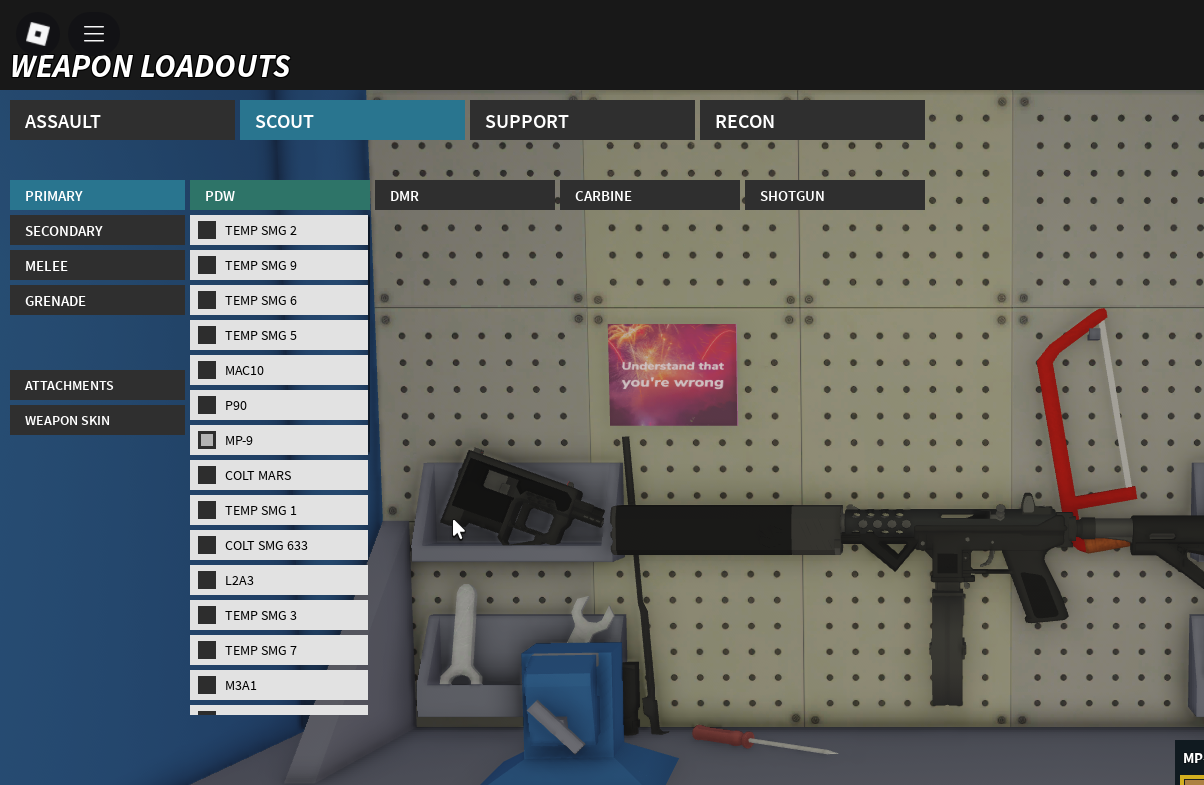 WEAPON LOADOUTS
ASSAULT
SCOUT
SUPPORT
RECON
PRIMARY
PDW
DMR
CARBINE
SHOTGUN
SECONDARY
MELEE
GRENADE
ATTACHMENTS
WEAPON SKIN
TEMP SMG 2
TEMP SMG 9
TEMP SMG 6
TEMP SMG 5
MAC10
P90
MP-9
COLT MARS
TEMP SMG 1
COLT SMG 633
L2A3
TEMP SMG 3
TEMP SMG 7
M3A1
Understand that
you're wrong
MP